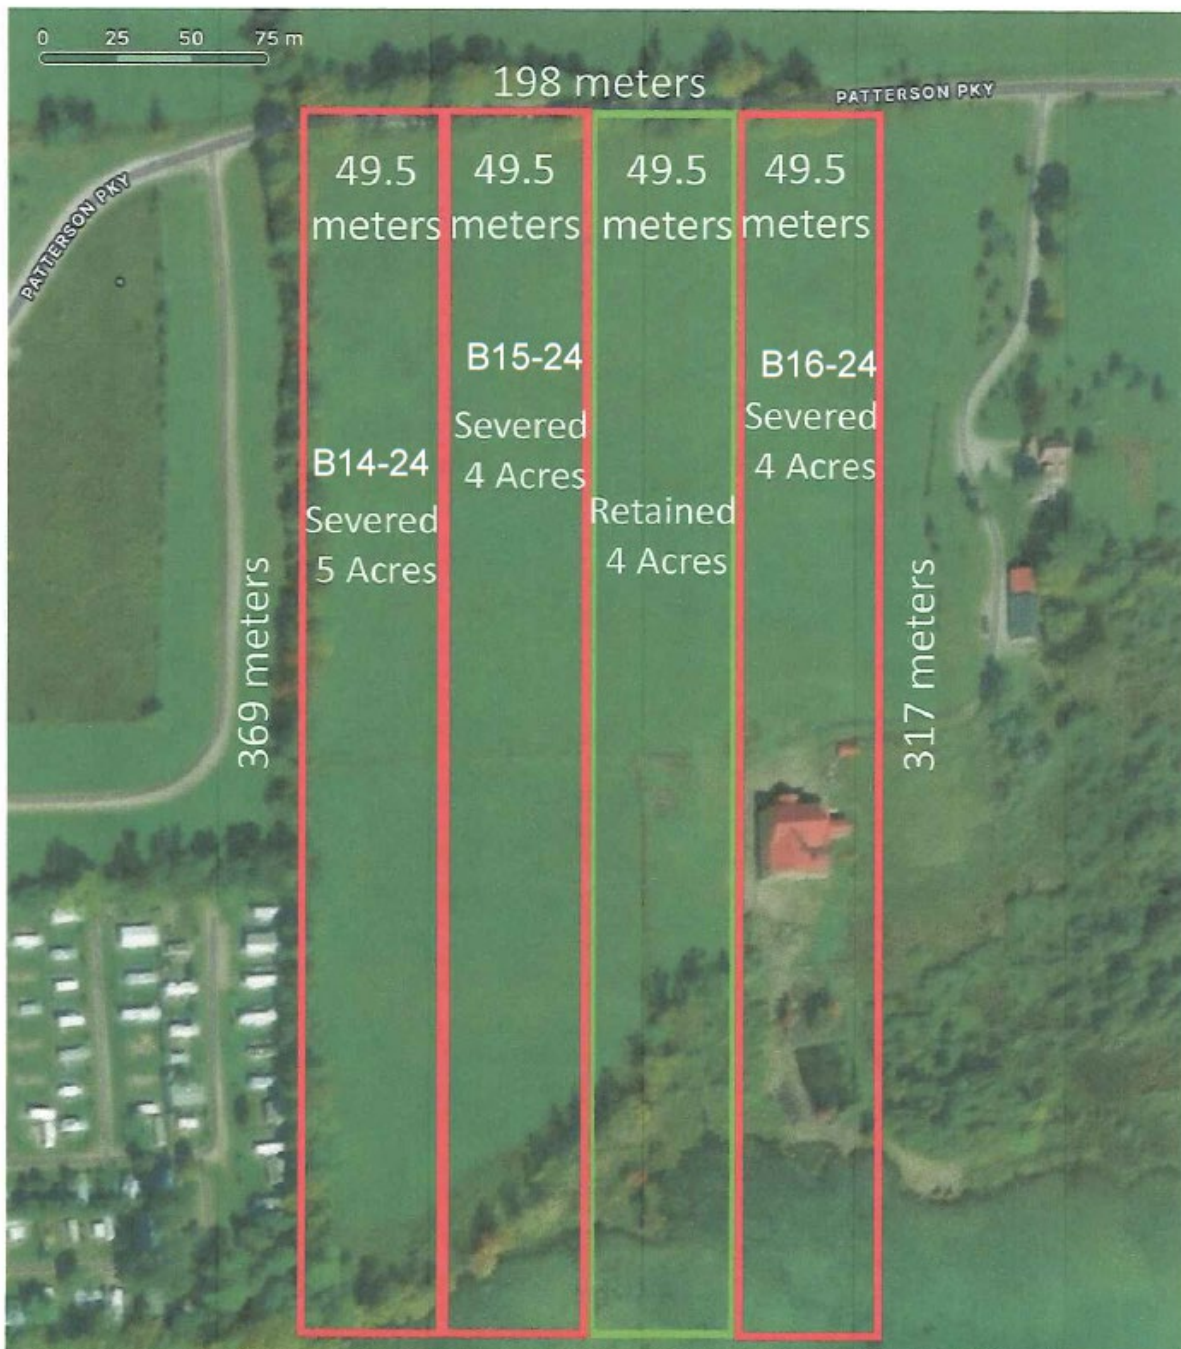 0 25 50 75 m
198 meters
PATTERSON PKY
PATTERSON PKY
49.5
meters
49.5
meters
49.5
meters
49.5
meters
B14-24
Severed
5 Acres
B15-24
Severed
4 Acres
Retained
4 Acres
B16-24
Severed
4 Acres
369 meters
317 meters